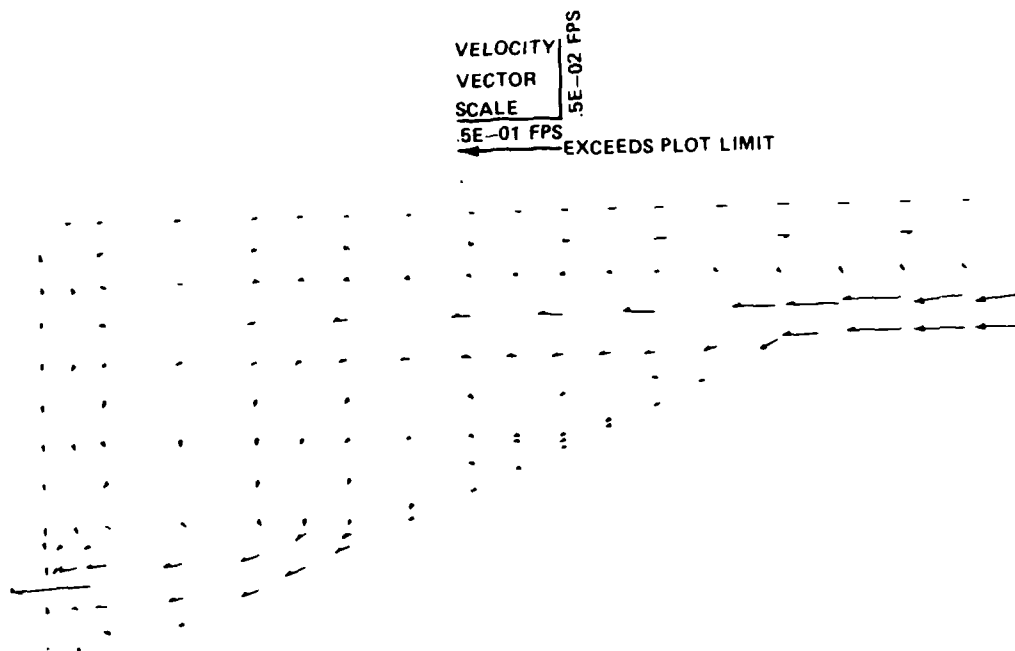 VELOCITY
VECTOR
SCALE
.5E–02 FPS
.5E–01 FPS
EXCEEDS PLOT LIMIT